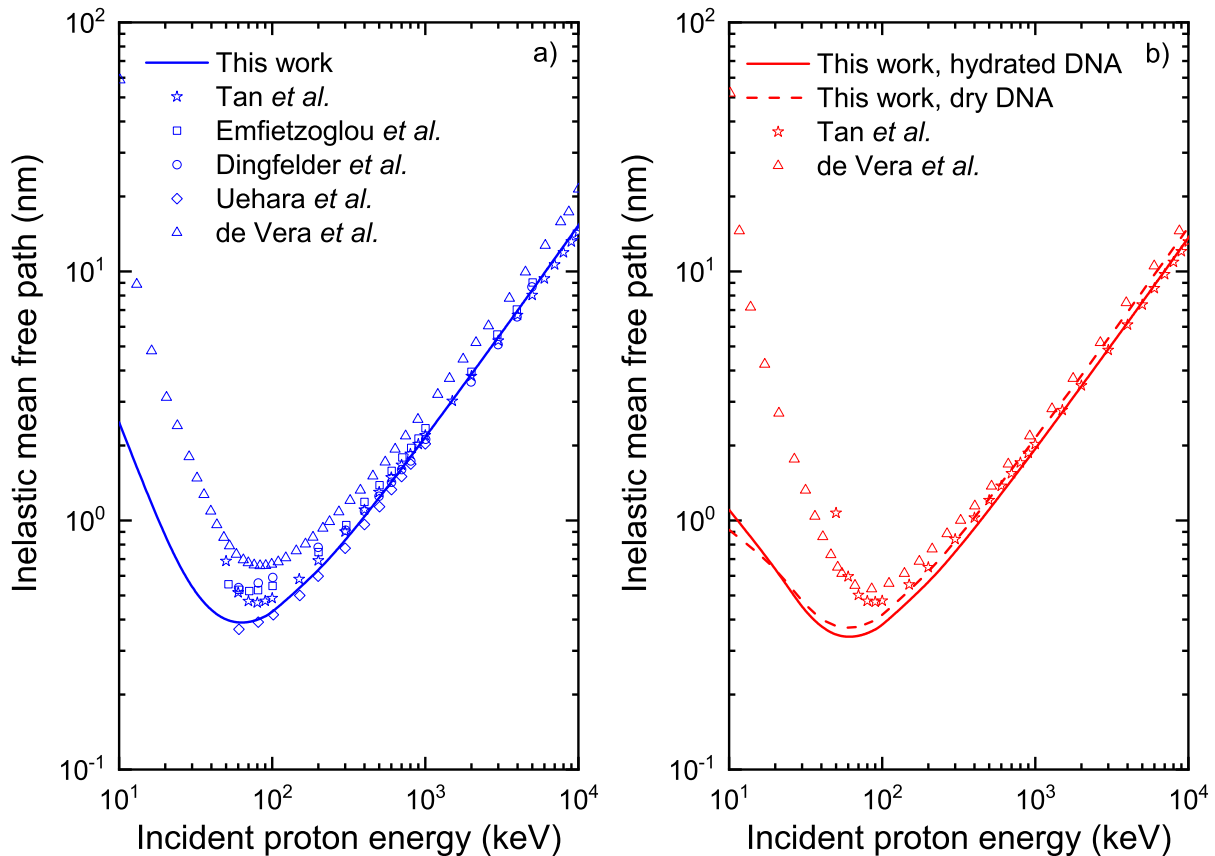 a)
This work
Tan et al.
Emfietzoglou et al.
Dingfelder et al.
Uehara et al.
de Vera et al.
Inelastic mean free path (nm)
10²
10¹
10⁰
10⁻¹
10¹ 10² 10³ 10⁴
Incident proton energy (keV)
b)
This work, hydrated DNA
This work, dry DNA
Tan et al.
de Vera et al.
Inelastic mean free path (nm)
10²
10¹
10⁰
10⁻¹
10¹ 10² 10³ 10⁴
Incident proton energy (keV)